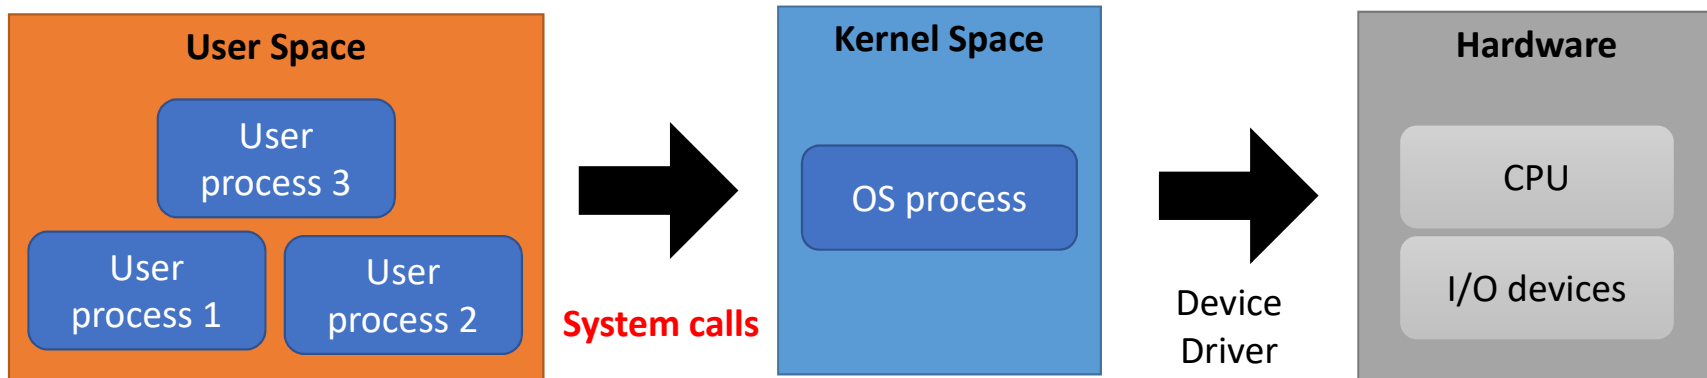 User Space
User
process 3
User
process 1
User
process 2
System calls
Kernel Space
OS process
Device
Driver
Hardware
CPU
I/O devices